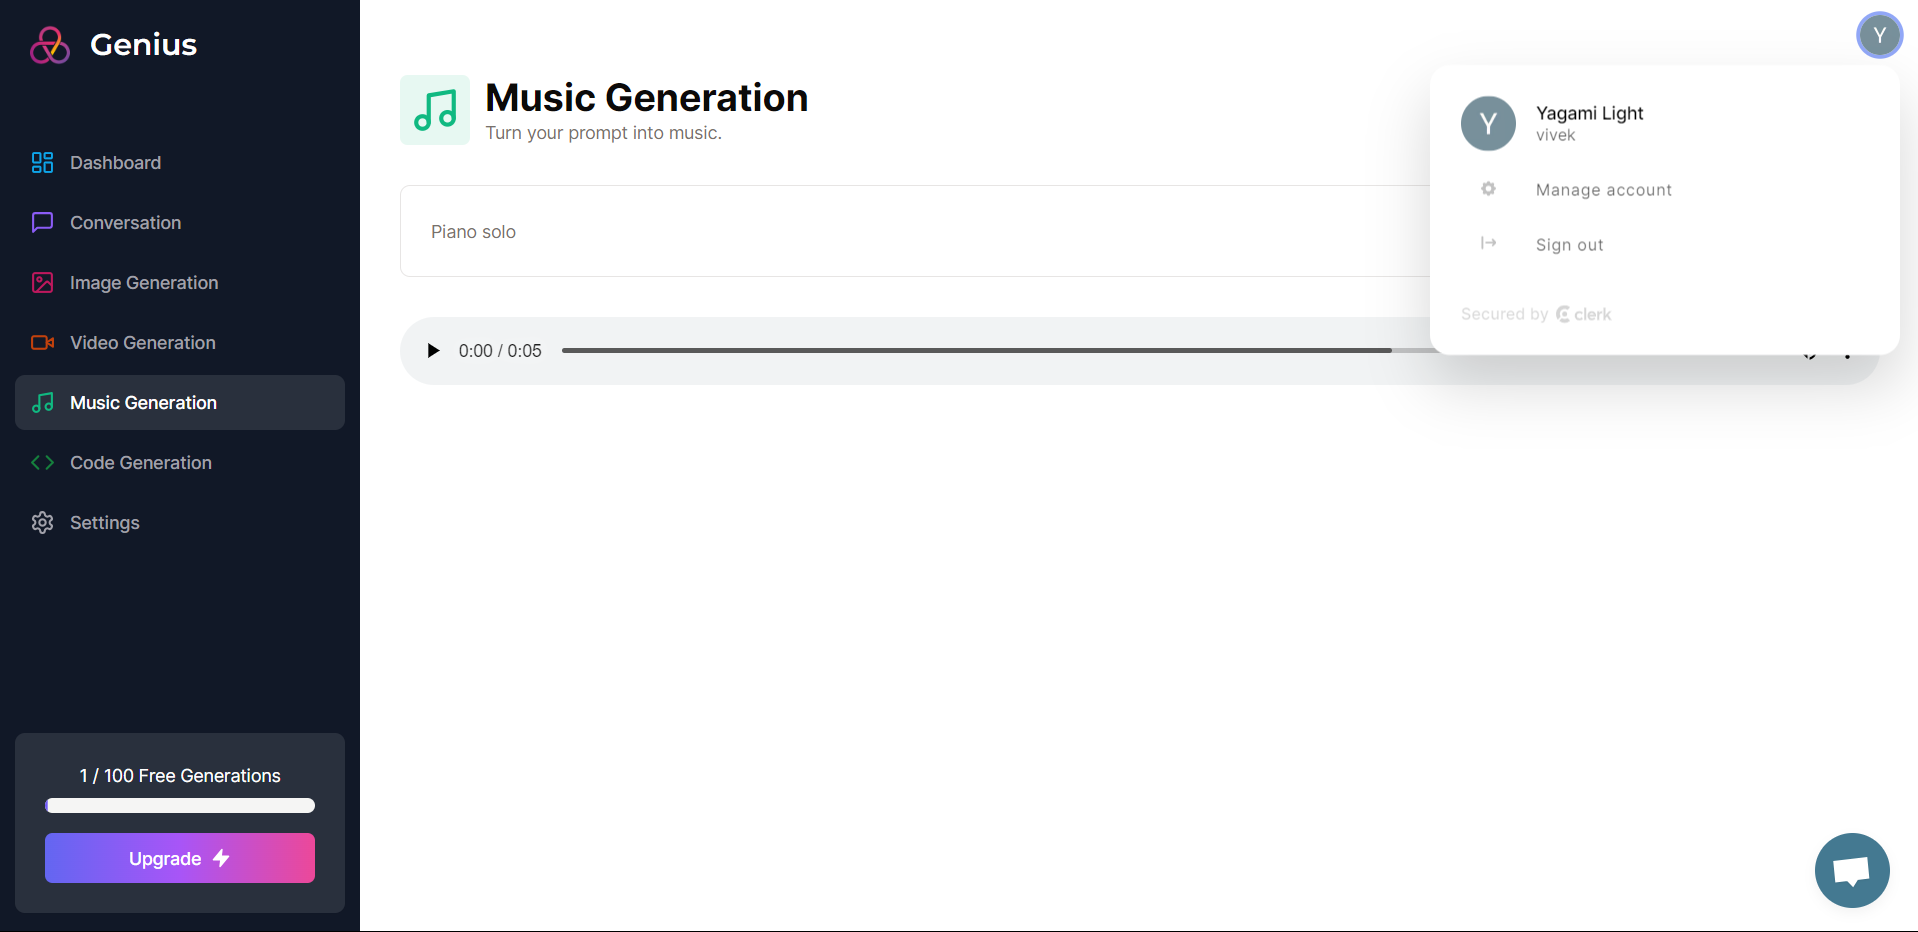 Genius
Dashboard
Conversation
Image Generation
Video Generation
Music Generation
Code Generation
Settings
1 / 100 Free Generations
Upgrade
Music Generation
Turn your prompt into music.
Piano solo
0:00 / 0:05
Y
Y
Yagami Light
vivek
Manage account
Sign out
Secured by clerk